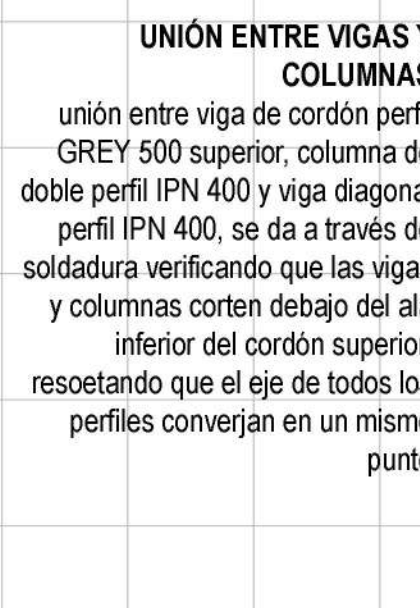 UNIÓN ENTRE VIGAS Y
COLUMNAS
unión entre viga de cordón perf
GREY 500 superior, columna d
doble perfil IPN 400 y viga diagona
perfil IPN 400, se da a través d
soldadura verificando que las viga
y columnas corten debajo del al
inferior del cordón superio
resoetando que el eje de todos lo
perfiles converjan en un mism
punt